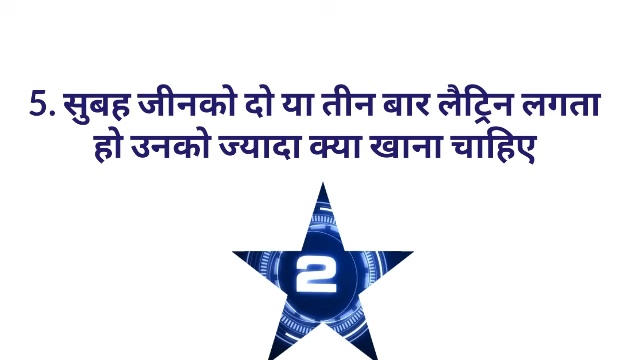 5. सुबह जीनको दो या तीन बार लैट्रिन लगता
हो उनको ज्यादा क्या खाना चाहिए
2